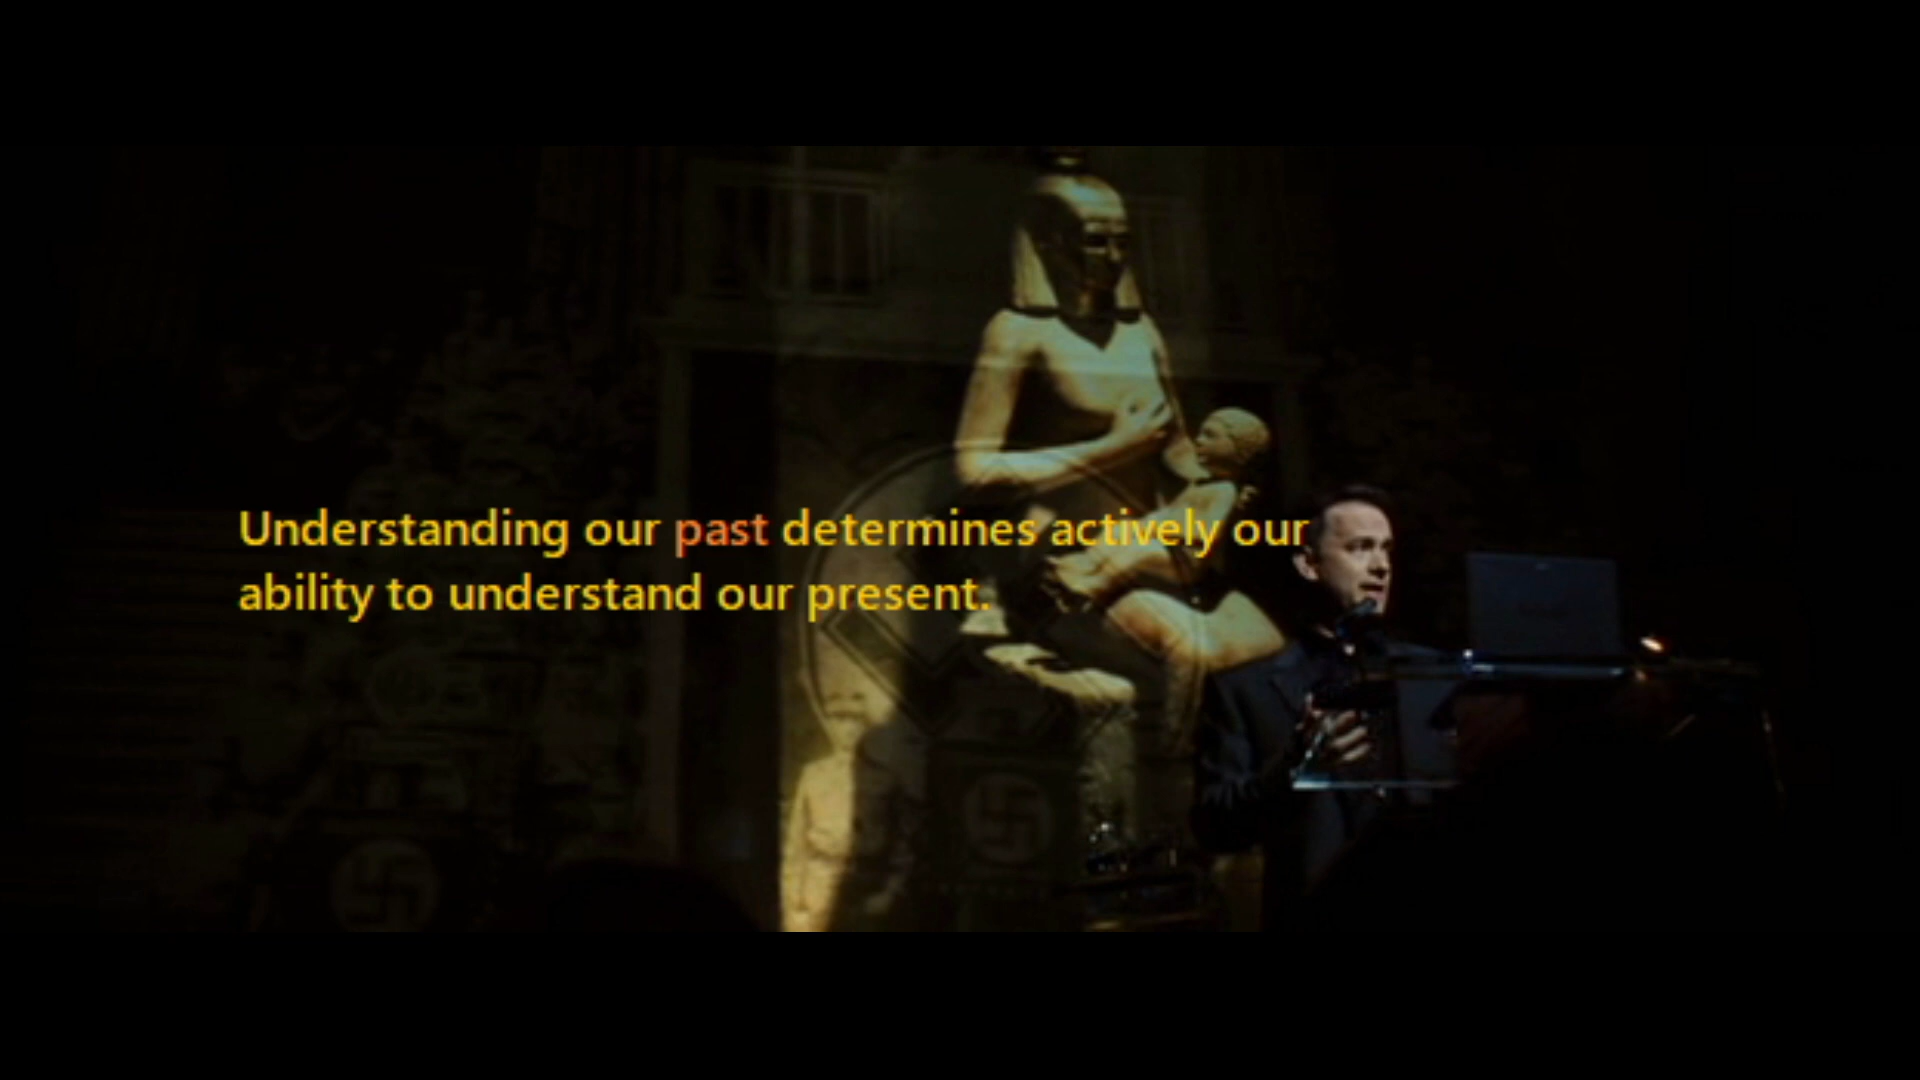 Understanding our past determines actively our
ability to understand our present.